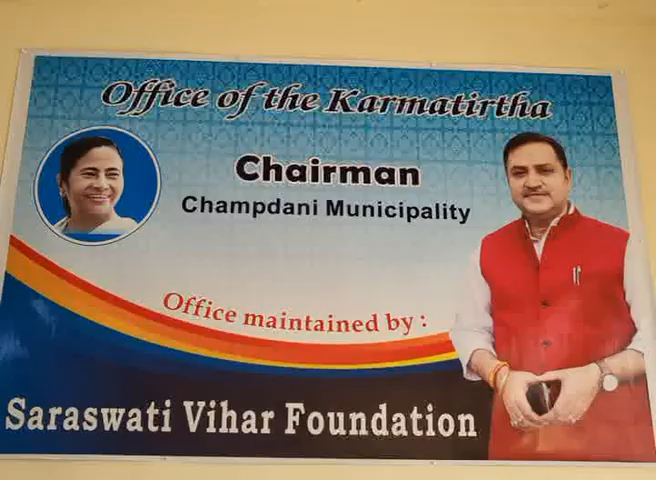 Office of the Karmatirtha
Chairman
Champdani Municipality
Office maintained by :
Saraswati Vihar Foundation